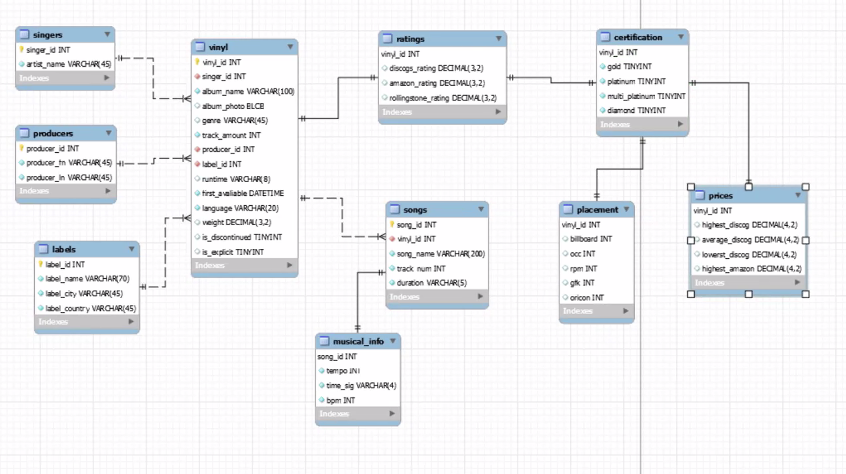 singers
singer_id INT
artist_name VARCHAR(45)
Indexes
producers
producer_id INT
producer_fn VARCHAR(45)
producer_ln VARCHAR(45)
Indexes
labels
label_id INT
label_name VARCHAR(70)
label_city VARCHAR(45)
label_country VARCHAR(45)
Indexes
vinyl
vinyl_id INT
singer_id INT
album_name VARCHAR(100)
album_photo BLOB
genre VARCHAR(45)
track_amount INT
producer_id INT
label_id INT
runtime VARCHAR(8)
first_avaliable DATETIME
language VARCHAR(20)
weight DECIMAL(3,2)
is_discontinued TINYINT
is_explicit TINYINT
Indexes
ratings
vinyl_id INT
discogs_rating DECIMAL(3,2)
amazon_rating DECIMAL(3,2)
rollingstone_rating DECIMAL(3,2)
Indexes
songs
song_id INT
vinyl_id INT
song_name VARCHAR(200)
track_num INT
duration VARCHAR(5)
Indexes
musical_info
song_id INT
tempo INT
time_sig VARCHAR(4)
bpm INT
Indexes
certification
vinyl_id INT
gold TINYINT
platinum TINYINT
multi_platinum TINYINT
diamond TINYINT
Indexes
placement
vinyl_id INT
billboard INT
occ INT
rpm INT
gfk INT
oricon INT
Indexes
prices
vinyl_id INT
highest_discog DECIMAL(4,2)
average_discog DECIMAL(4,2)
lowerst_discog DECIMAL(4,2)
highest_amazon DECIMAL(4,2)
Indexes